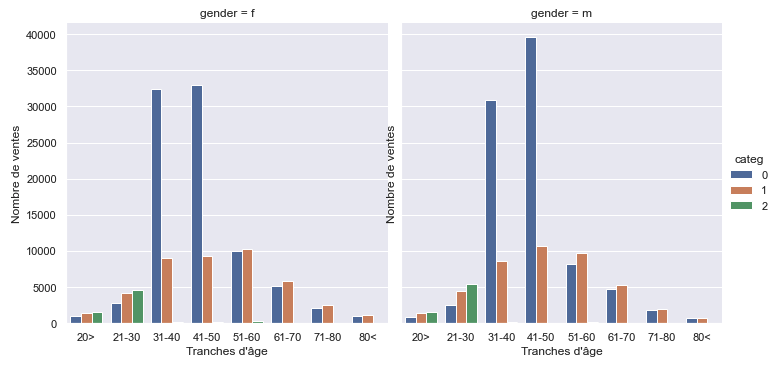 gender = f
gender = m
40000
35000
30000
25000
20000
15000
10000
5000
0
Nombre de ventes
Nombre de ventes
20> 21-30 31-40 41-50 51-60 61-70 71-80 80<
20> 21-30 31-40 41-50 51-60 61-70 71-80 80<
Tranches d'âge
Tranches d'âge
categ
0
1
2